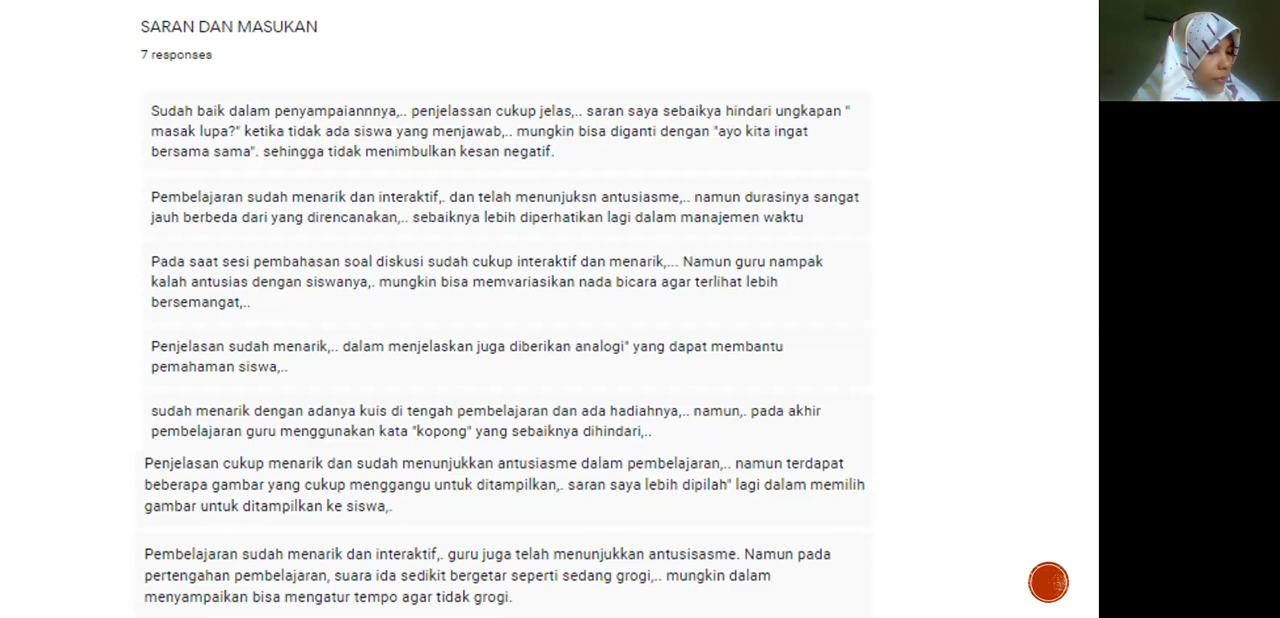 SARAN DAN MASUKAN
7 responses
Sudah baik dalam penyampaiannnya,.. penjelassan cukup jelas,.. saran saya sebaikya hindari ungkapan "
masak lupa?" ketika tidak ada siswa yang menjawab,.. mungkin bisa diganti dengan "ayo kita ingat
bersama sama". sehingga tidak menimbulkan kesan negatif.
Pembelajaran sudah menarik dan interaktif,. dan telah menunjuksn antusiasme,.. namun durasinya sangat
jauh berbeda dari yang direncanakan,.. sebaiknya lebih diperhatikan lagi dalam manajemen waktu
Pada saat sesi pembahasan soal diskusi sudah cukup interaktif dan menarik,... Namun guru nampak
kalah antusias dengan siswanya,. mungkin bisa memvariasikan nada bicara agar terlihat lebih
bersemangat,..
Penjelasan sudah menarik,.. dalam menjelaskan juga diberikan analogi" yang dapat membantu
pemahaman siswa,..
sudah menarik dengan adanya kuis di tengah pembelajaran dan ada hadiahnya,.. namun,. pada akhir
pembelajaran guru menggunakan kata "kopong" yang sebaiknya dihindari,..
Penjelasan cukup menarik dan sudah menunjukkan antusiasme dalam pembelajaran,.. namun terdapat
beberapa gambar yang cukup menggangu untuk ditampilkan,. saran saya lebih dipilah" lagi dalam memilih
gambar untuk ditampilkan ke siswa,.
Pembelajaran sudah menarik dan interaktif,. guru juga telah menunjukkan antusisasme. Namun pada
pertengahan pembelajaran, suara ida sedikit bergetar seperti sedang grogi,.. mungkin dalam
menyampaikan bisa mengatur tempo agar tidak grogi.